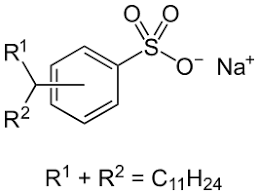 O O
R¹
S
O⁻ Na⁺
R²
R¹ + R² = C₁₁H₂₄